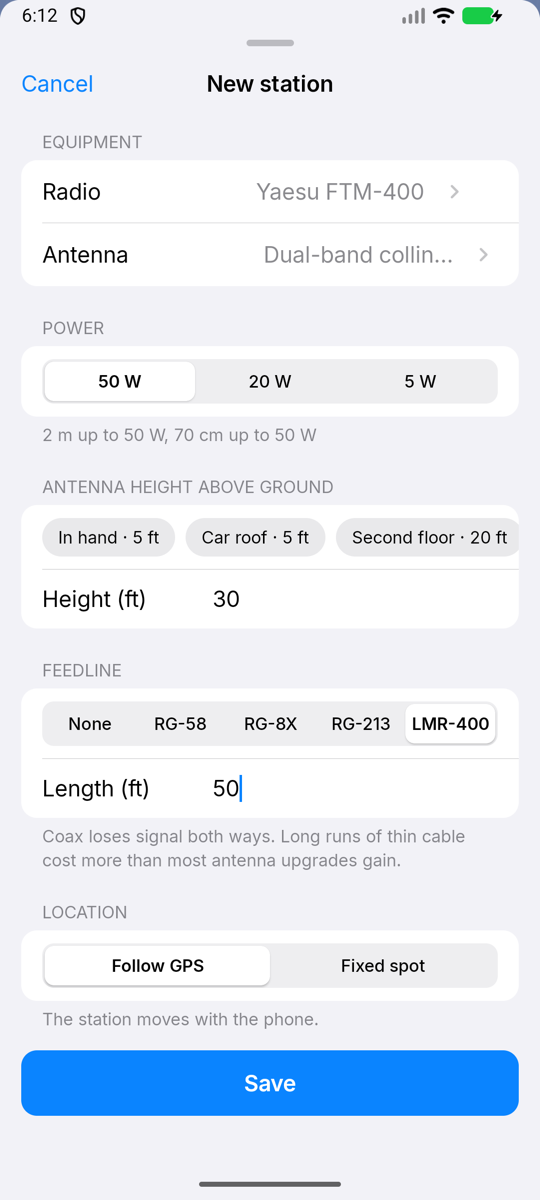 6:12
Cancel New station
EQUIPMENT
Radio Yaesu FTM-400
Antenna Dual-band collin...
POWER
50 W 20 W 5 W
2 m up to 50 W, 70 cm up to 50 W
ANTENNA HEIGHT ABOVE GROUND
In hand · 5 ft Car roof · 5 ft Second floor · 20 ft
Height (ft) 30
FEEDLINE
None RG-58 RG-8X RG-213 LMR-400
Length (ft) 50
Coax loses signal both ways. Long runs of thin cable
cost more than most antenna upgrades gain.
LOCATION
Follow GPS Fixed spot
The station moves with the phone.
Save